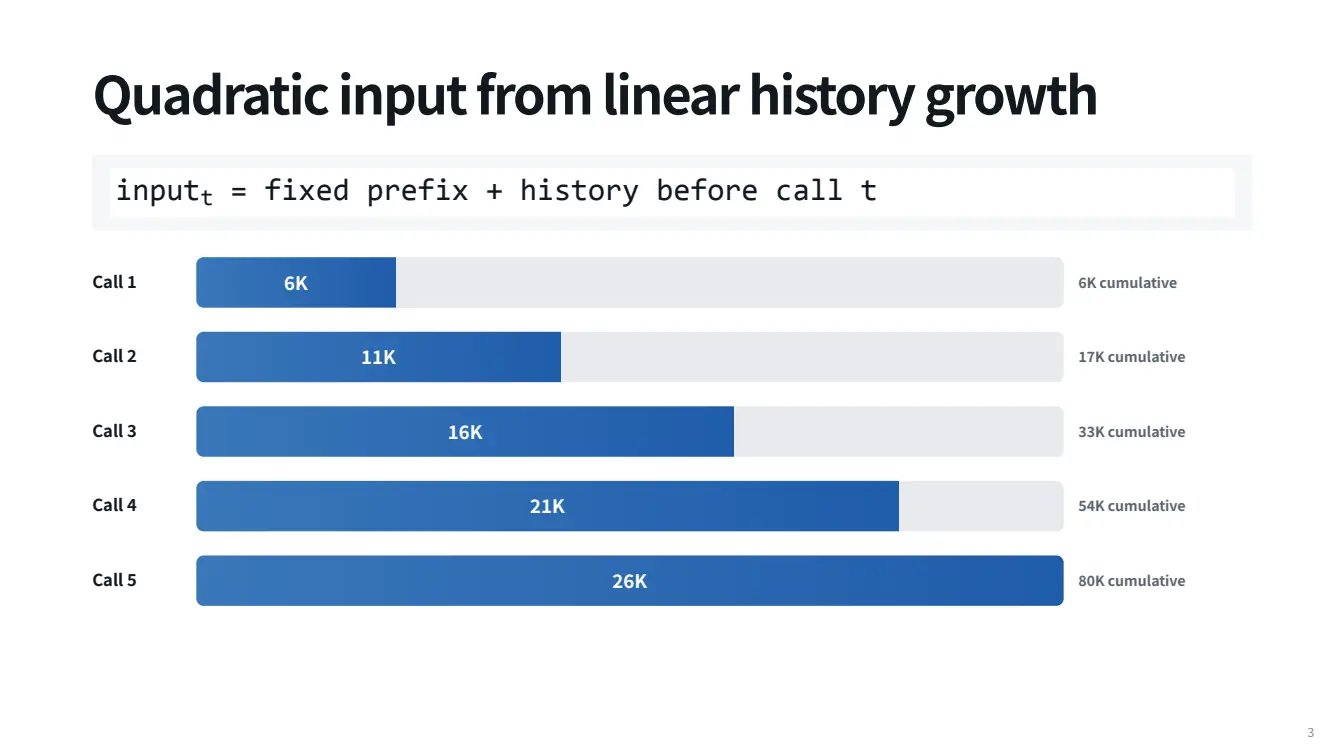 Quadratic input from linear history growth
inputₜ = fixed prefix + history before call t
Call 1 6K 6K cumulative
Call 2 11K 17K cumulative
Call 3 16K 33K cumulative
Call 4 21K 54K cumulative
Call 5 26K 80K cumulative
3